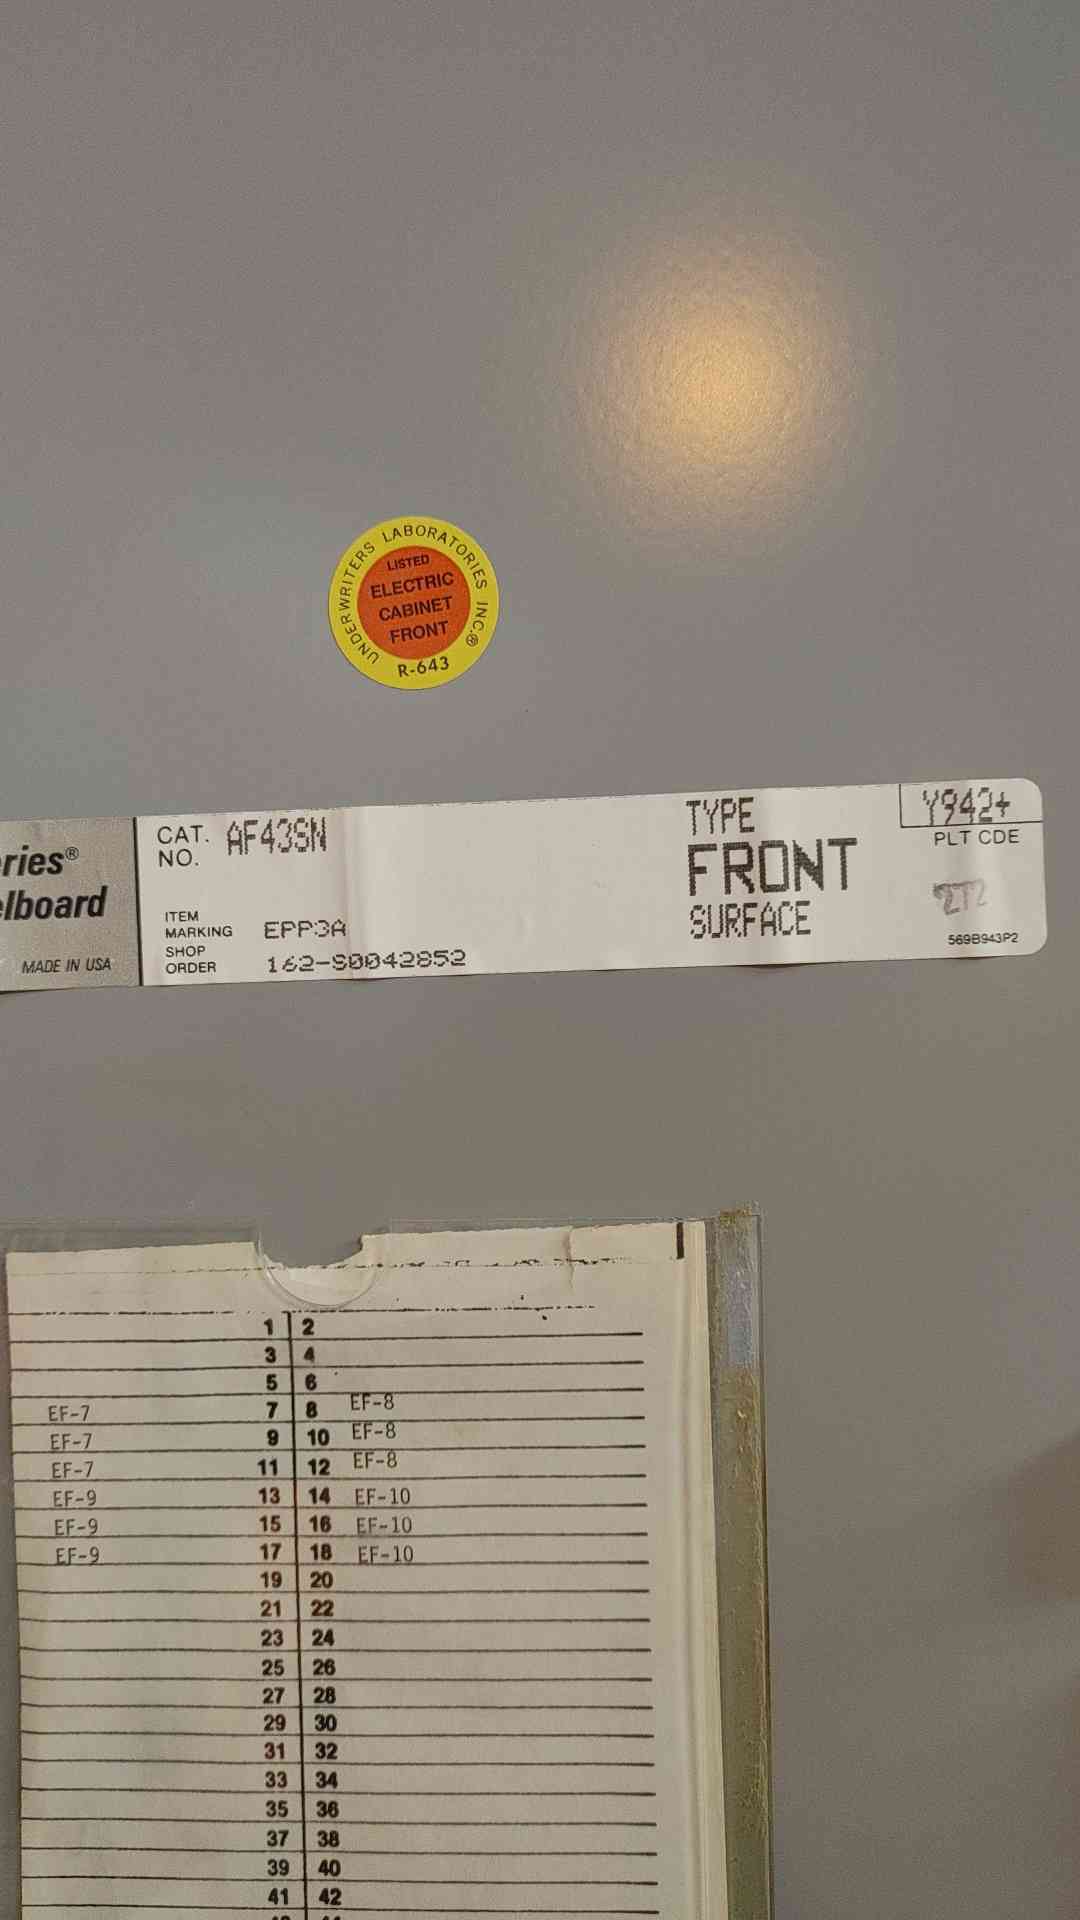 UNDERWRITERS LABORATORIES INC.®
LISTED
ELECTRIC
CABINET
FRONT
R-643
ries®
lboard
MADE IN USA
CAT. NO. AF43SN
ITEM MARKING EPP3A
SHOP ORDER 162-S0042852
TYPE
FRONT
SURFACE
Y942+
PLT CDE
272
569B943P2
1 2
3 4
5 6
EF-7 7 8 EF-8
EF-7 9 10 EF-8
EF-7 11 12 EF-8
EF-9 13 14 EF-10
EF-9 15 16 EF-10
EF-9 17 18 EF-10
19 20
21 22
23 24
25 26
27 28
29 30
31 32
33 34
35 36
37 38
39 40
41 42